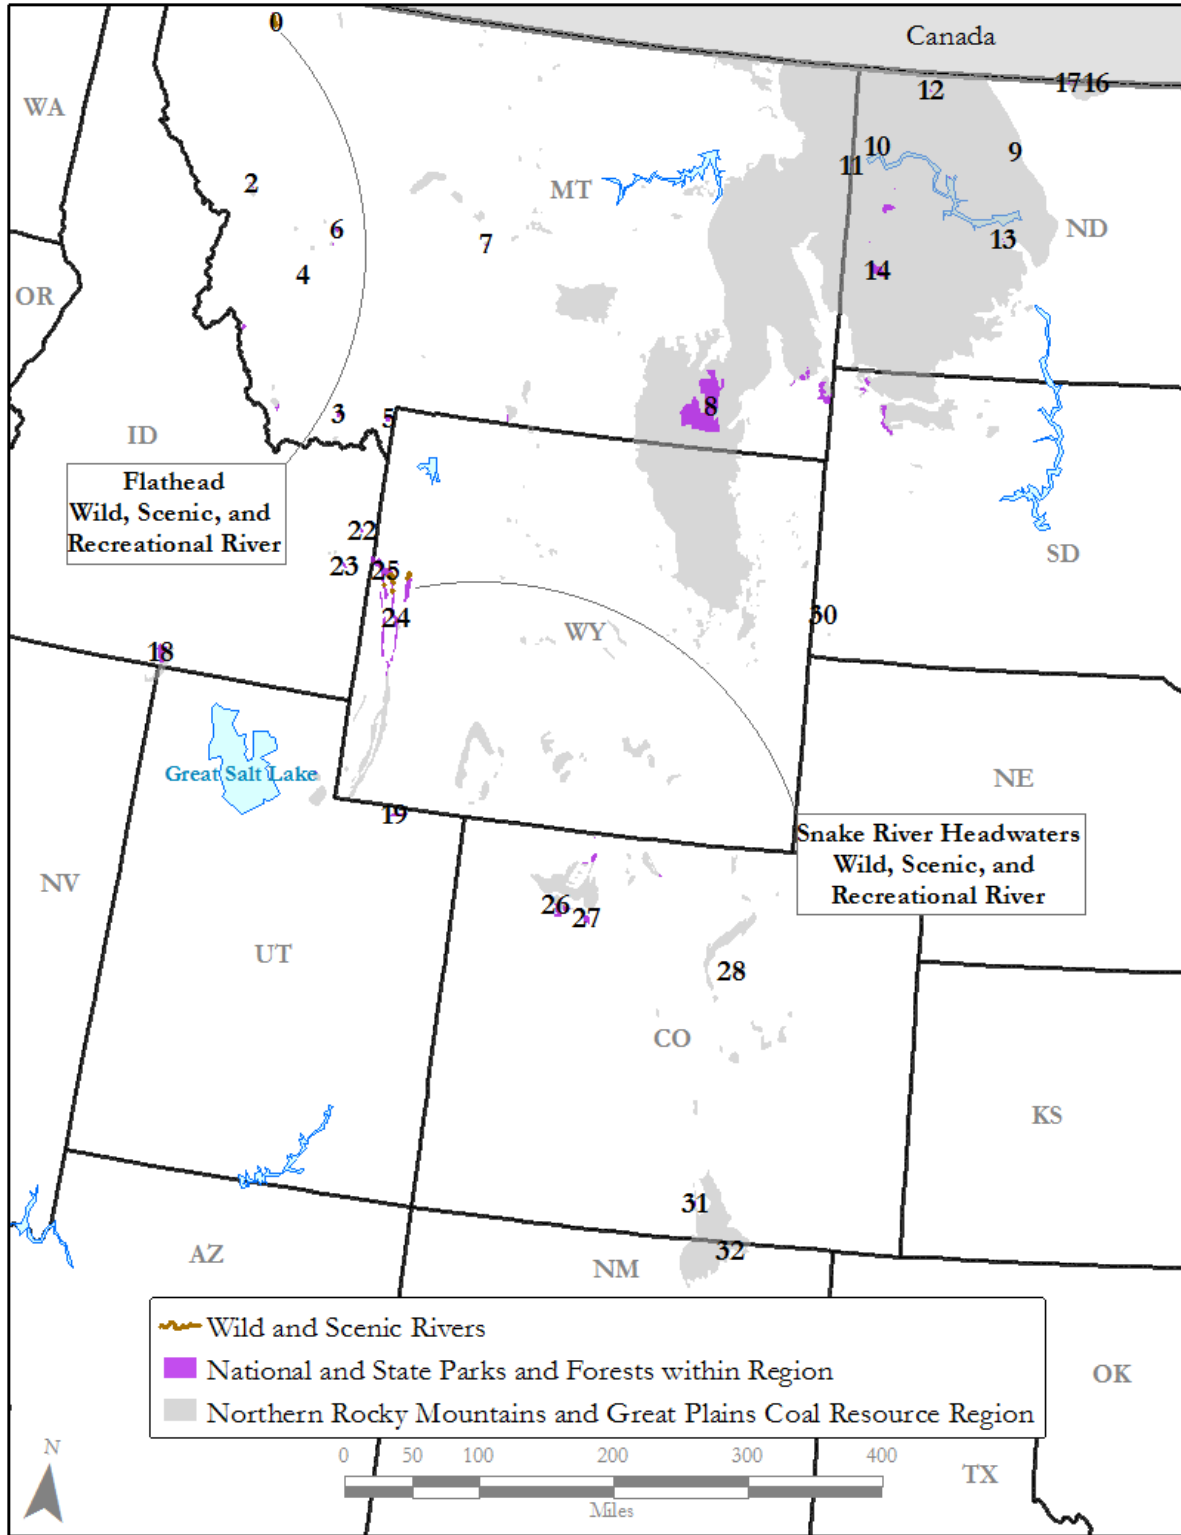 0
Canada
1716
12
WA
10
9
11
2
MT
6
7
13
ND
4
14
OR
3
5
8
ID
Flathead
Wild, Scenic, and
Recreational River
22
23
25
SD
24
WY
30
18
Great Salt Lake
NE
19
Snake River Headwaters
Wild, Scenic, and
Recreational River
NV
26
27
UT
28
CO
KS
31
32
AZ
NM
Wild and Scenic Rivers
National and State Parks and Forests within Region
Northern Rocky Mountains and Great Plains Coal Resource Region
OK
N
0 50 100 200 300 400
Miles
TX